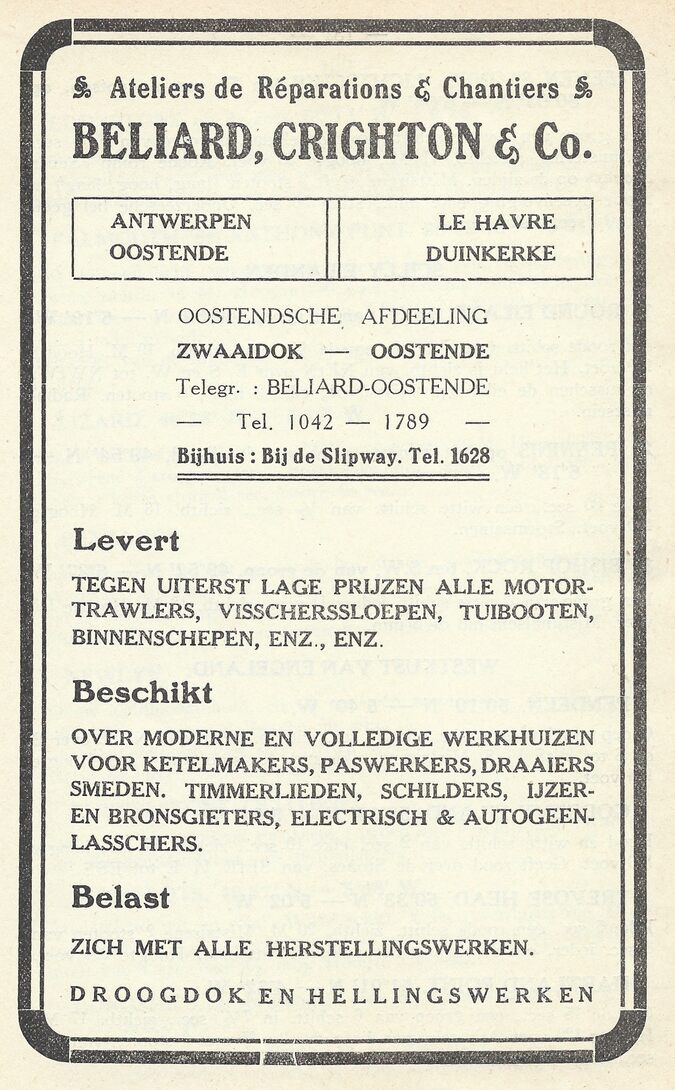 § Ateliers de Réparations & Chantiers §
BELIARD, CRIGHTON & Co.
ANTWERPEN
OOSTENDE
LE HAVRE
DUINKERKE
OOSTENDSCHE AFDEELING
ZWAAIDOK — OOSTENDE
Telegr. : BELIARD-OOSTENDE
Tel. 1042 — 1789 —
Bijhuis : Bij de Slipway. Tel. 1628
Levert
TEGEN UITERST LAGE PRIJZEN ALLE MOTOR-
TRAWLERS, VISSCHERSSLOEPEN, TUIBOOTEN,
BINNENSCHEPEN, ENZ., ENZ.
Beschikt
OVER MODERNE EN VOLLEDIGE WERKHUIZEN
VOOR KETELMAKERS, PASWERKERS, DRAAIERS
SMEDEN. TIMMERLIEDEN, SCHILDERS, IJZER-
EN BRONSGIETERS, ELECTRISCH & AUTOGEEN-
LASSCHERS.
Belast
ZICH MET ALLE HERSTELLINGSWERKEN.
DROOGDOK EN HELLINGSWERKEN